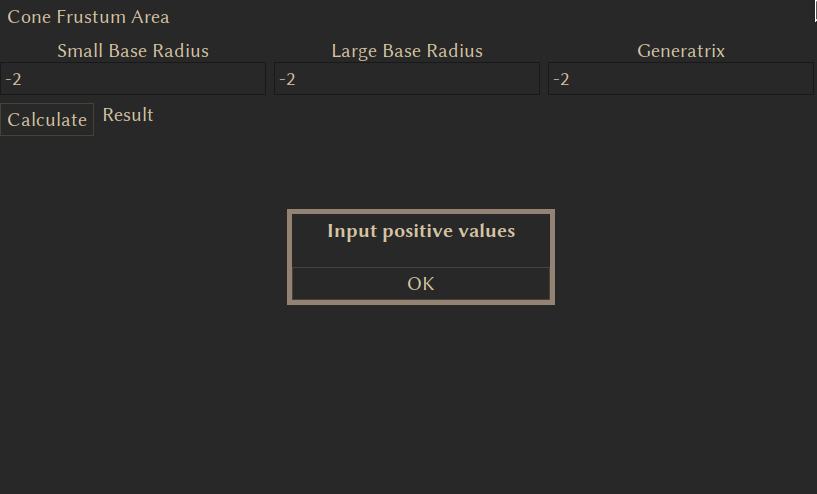 Cone Frustum Area
Small Base Radius Large Base Radius Generatrix
-2 -2 -2
Calculate Result
Input positive values
OK